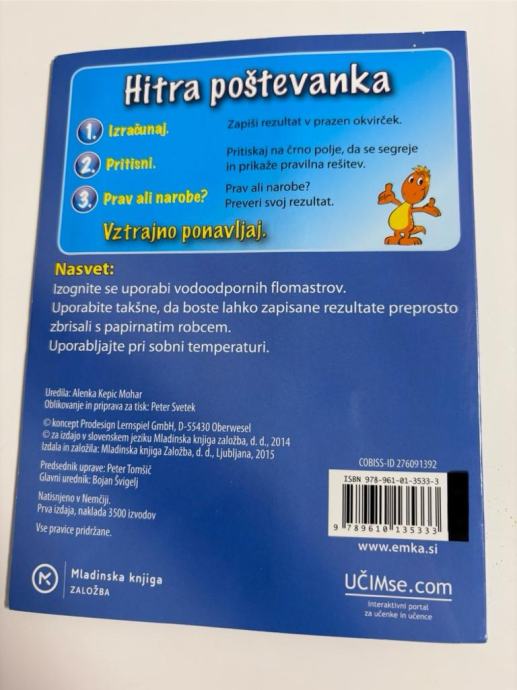 Hitra poštevanka
1. Izračunaj. Zapiši rezultat v prazen okvirček.
2. Pritisni. Pritiskaj na črno polje, da se segreje
in prikaže pravilna rešitev.
3. Prav ali narobe? Prav ali narobe?
Preveri svoj rezultat.
Vztrajno ponavljaj.
Nasvet:
Izognite se uporabi vodoodpornih flomastrov.
Uporabite takšne, da boste lahko zapisane rezultate preprosto
zbrisali s papirnatim robcem.
Uporabljajte pri sobni temperaturi.
Uredila: Alenka Kepic Mohar
Oblikovanje in priprava za tisk: Peter Svetek
© koncept Prodesign Lernspiel GmbH, D-55430 Oberwesel
© za izdajo v slovenskem jeziku Mladinska knjiga založba, d. d., 2014
Izdala in založila: Mladinska knjiga Založba, d. d., Ljubljana, 2015
Predsednik uprave: Peter Tomšič
Glavni urednik: Bojan Švigelj
Natisnjeno v Nemčiji.
Prva izdaja, naklada 3500 izvodov
Vse pravice pridržane.
COBISS-ID 276091392
ISBN 978-961-01-3533-3
9 789610 135333
www.emka.si
Mladinska knjiga
ZALOŽBA
UČIMse.com
Interaktivni portal
za učenke in učence